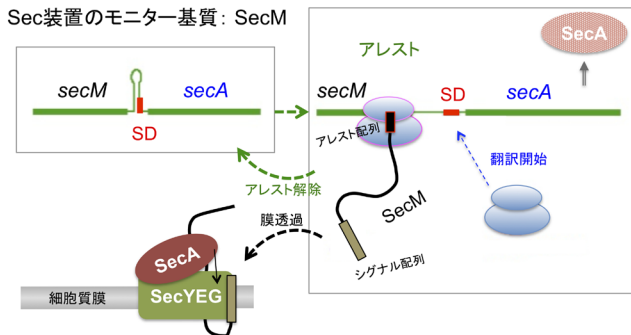 Sec装置のモニター基質： SecM
アレスト
SecA
secM
secA
SD
secM
SD
secA
アレスト配列
翻訳開始
アレスト解除
SecM
膜透過
シグナル配列
SecA
SecYEG
細胞質膜